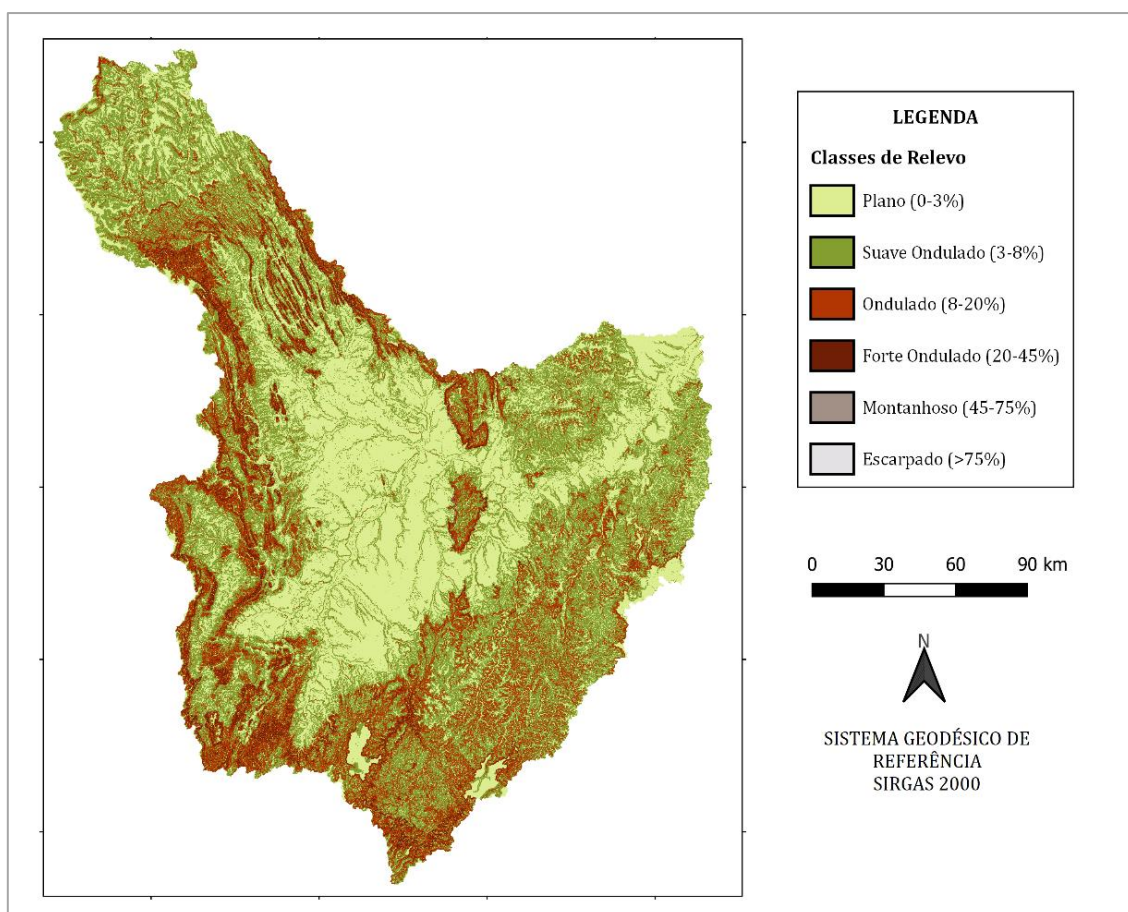 LEGENDA
Classes de Relevo
Plano (0-3%)
Suave Ondulado (3-8%)
Ondulado (8-20%)
Forte Ondulado (20-45%)
Montanhoso (45-75%)
Escarpado (>75%)
0 30 60 90 km
N
SISTEMA GEODÉSICO DE
REFERÊNCIA
SIRGAS 2000